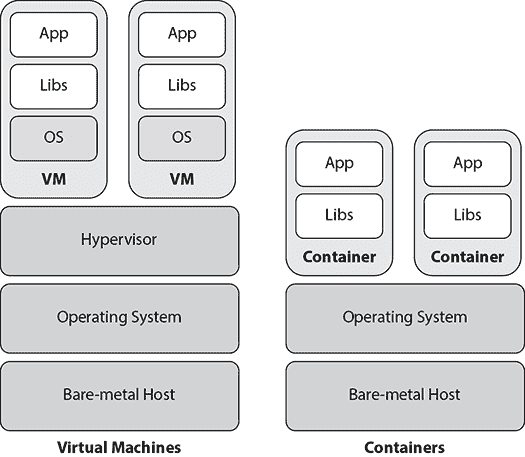 App
Libs
OS
VM
App
Libs
OS
VM
Hypervisor
Operating System
Bare-metal Host
Virtual Machines
App
Libs
Container
App
Libs
Container
Operating System
Bare-metal Host
Containers